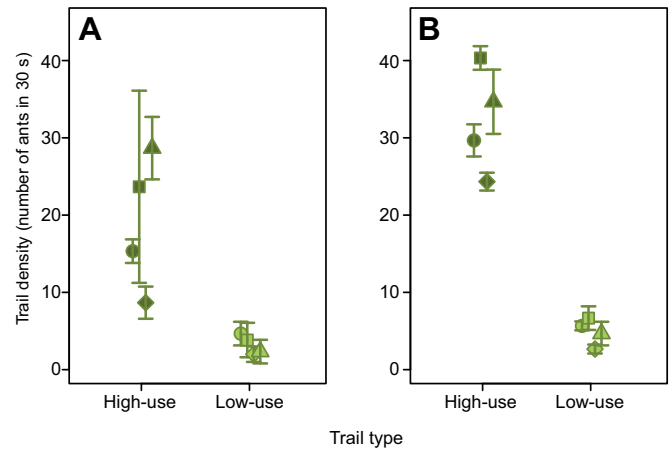 A
B
Trail density (number of ants in 30 s)
40
30
20
10
0
40
30
20
10
0
High-use
Low-use
High-use
Low-use
Trail type